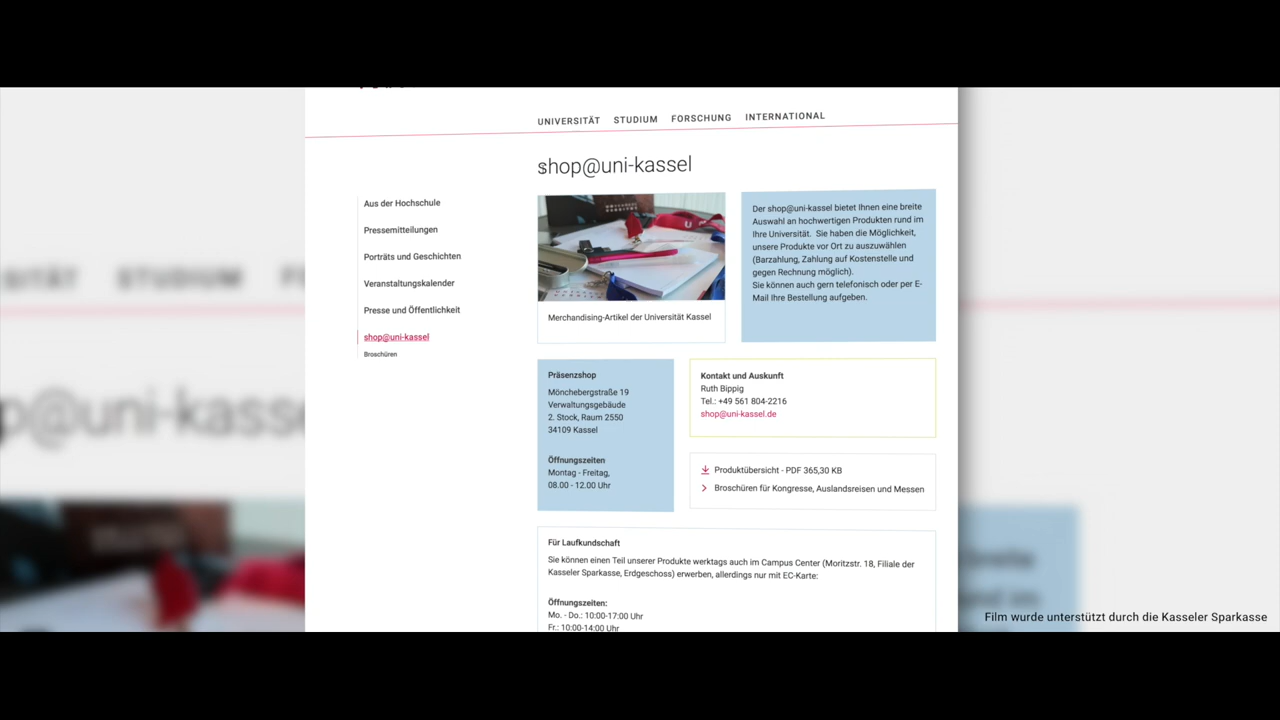 UNIVERSITÄT STUDIUM FORSCHUNG INTERNATIONAL
shop@uni-kassel
Aus der Hochschule
Pressemitteilungen
Porträts und Geschichten
Veranstaltungskalender
Presse und Öffentlichkeit
shop@uni-kassel
Broschüren
Merchandising-Artikel der Universität Kassel
Der shop@uni-kassel bietet Ihnen eine breite
Auswahl an hochwertigen Produkten rund im
Ihre Universität. Sie haben die Möglichkeit,
unsere Produkte vor Ort zu auszuwählen
(Barzahlung, Zahlung auf Kostenstelle und
gegen Rechnung möglich).
Sie können auch gern telefonisch oder per E-
Mail Ihre Bestellung aufgeben.
Präsenzshop
Mönchebergstraße 19
Verwaltungsgebäude
2. Stock, Raum 2550
34109 Kassel
Öffnungszeiten
Montag - Freitag,
08.00 - 12.00 Uhr
Kontakt und Auskunft
Ruth Bippig
Tel.: +49 561 804-2216
shop@uni-kassel.de
Produktübersicht - PDF 365,30 KB
Broschüren für Kongresse, Auslandsreisen und Messen
Für Laufkundschaft
Sie können einen Teil unserer Produkte werktags auch im Campus Center (Moritzstr. 18, Filiale der
Kasseler Sparkasse, Erdgeschoss) erwerben, allerdings nur mit EC-Karte:
Öffnungszeiten:
Mo. - Do.: 10:00-17:00 Uhr
Fr.: 10:00-14:00 Uhr
Film wurde unterstützt durch die Kasseler Sparkasse